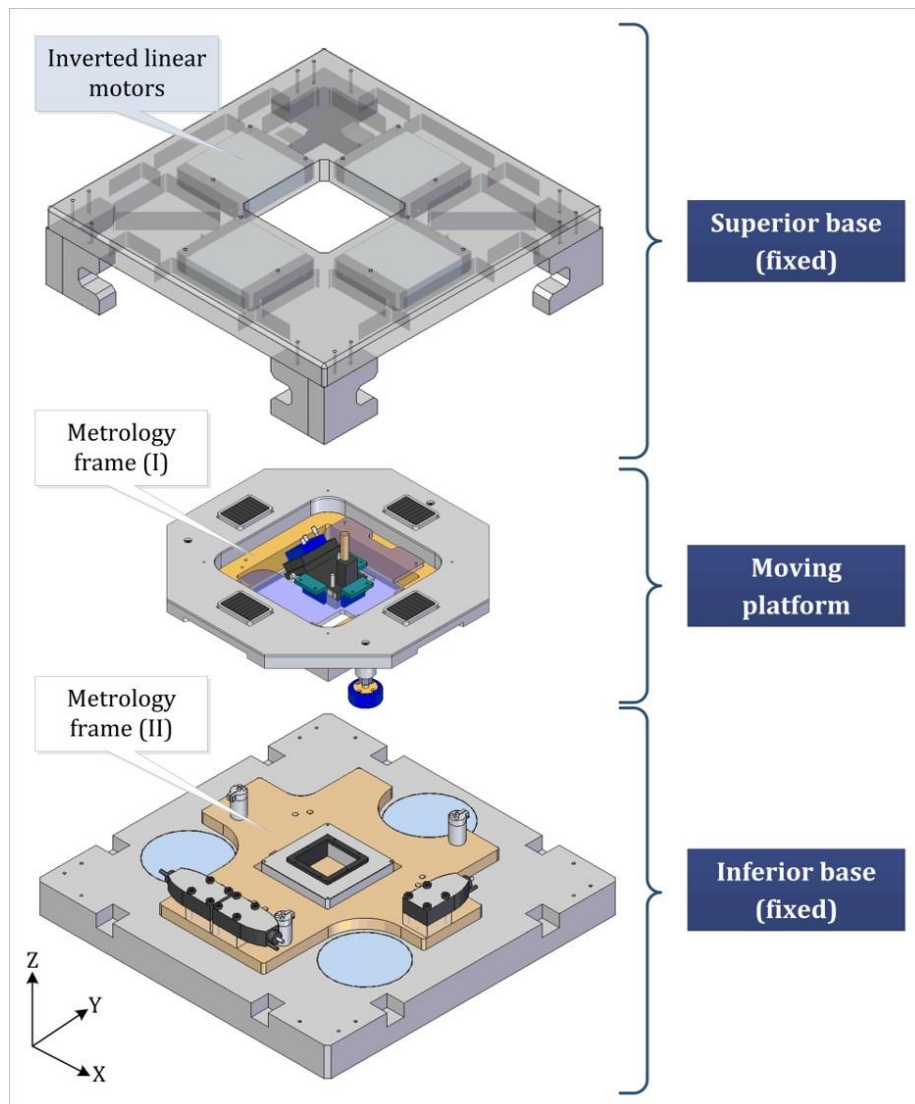 Inverted linear
motors
Superior base
(fixed)
Metrology
frame (I)
Moving
platform
Metrology
frame (II)
Inferior base
(fixed)
Z
Y
X